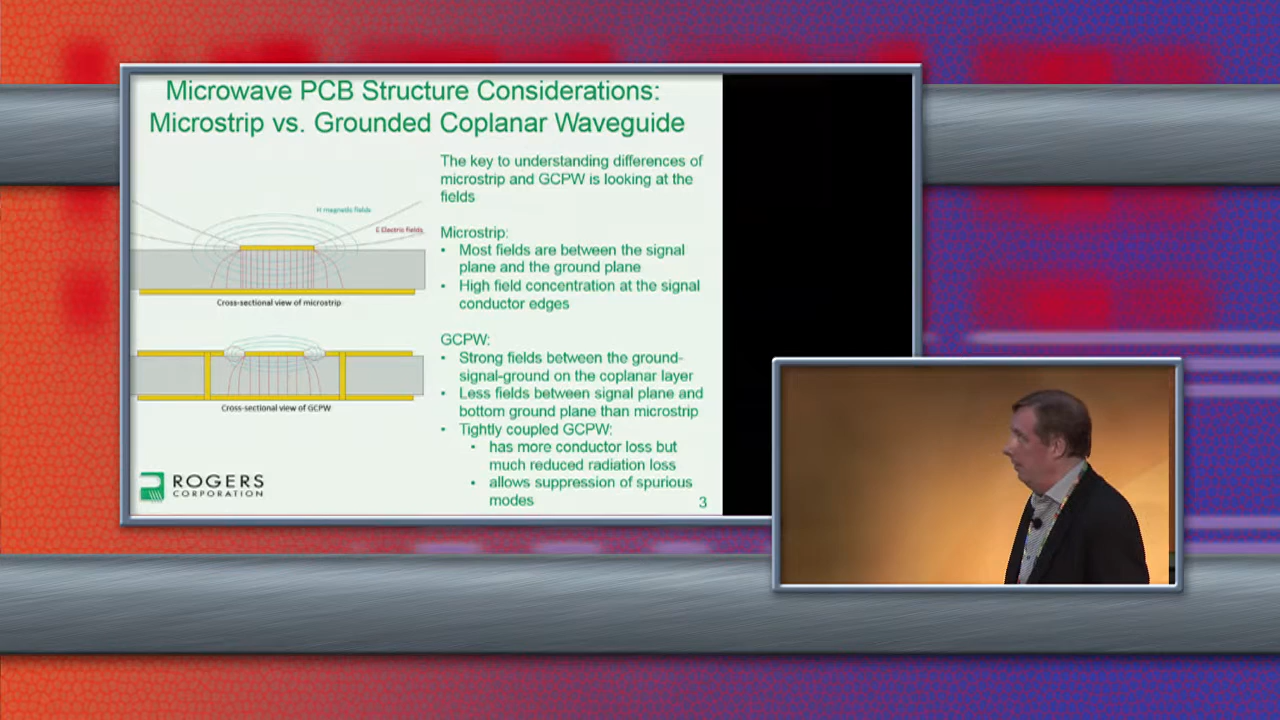 Microwave PCB Structure Considerations:
Microstrip vs. Grounded Coplanar Waveguide
The key to understanding differences of
microstrip and GCPW is looking at the
fields
H magnetic fields
E Electric fields
Cross-sectional view of microstrip
Microstrip:
• Most fields are between the signal
plane and the ground plane
• High field concentration at the signal
conductor edges
Cross-sectional view of GCPW
GCPW:
• Strong fields between the ground-
signal-ground on the coplanar layer
• Less fields between signal plane and
bottom ground plane than microstrip
• Tightly coupled GCPW:
• has more conductor loss but
much reduced radiation loss
• allows suppression of spurious
modes
ROGERS
CORPORATION
3